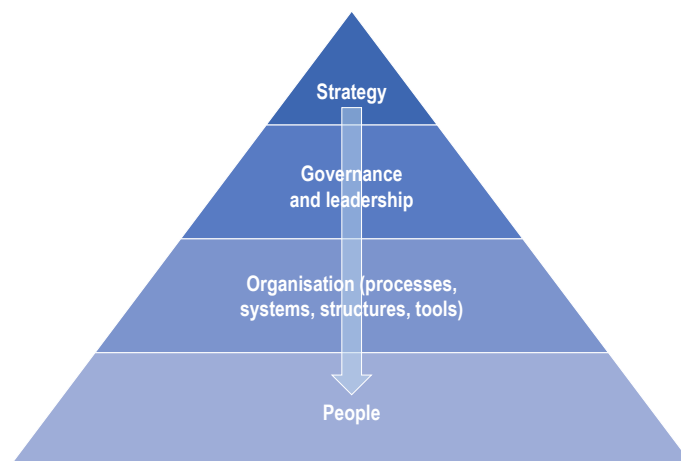 Strategy
Governance
and leadership
Organisation (processes,
systems, structures, tools)
People